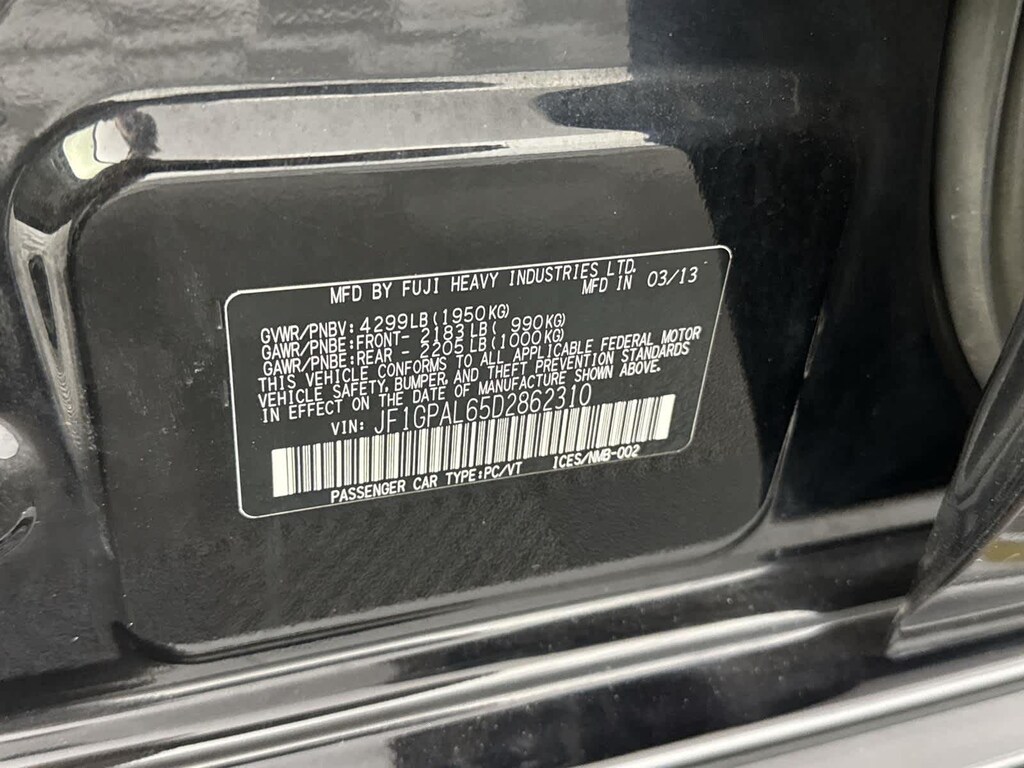 MFD BY FUJI HEAVY INDUSTRIES LTD.
MFD IN 03/13
GVWR/PNBV:4299LB(1950KG)
GAWR/PNBE:FRONT- 2183LB( 990KG)
GAWR/PNBE:REAR - 2205LB(1000KG)
THIS VEHICLE CONFORMS TO ALL APPLICABLE FEDERAL MOTOR
VEHICLE SAFETY, BUMPER, AND THEFT PREVENTION STANDARDS
IN EFFECT ON THE DATE OF MANUFACTURE SHOWN ABOVE.
VIN: JF1GPAL65D2862310
PASSENGER CAR TYPE:PC/VT ICES/NMB-002